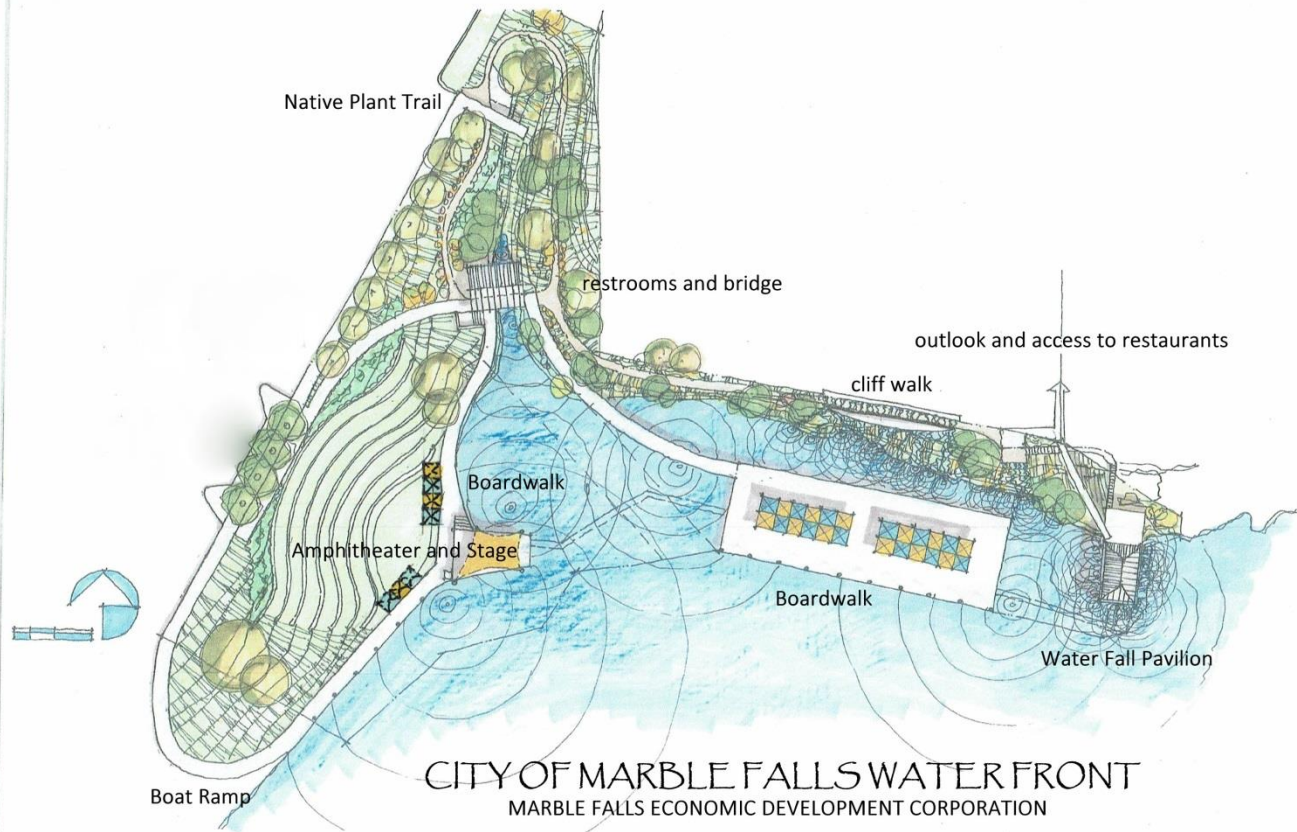 Native Plant Trail
restrooms and bridge
outlook and access to restaurants
cliff walk
Boardwalk
Amphitheater and Stage
Boardwalk
Water Fall Pavilion
Boat Ramp
CITY OF MARBLE FALLS WATER FRONT
MARBLE FALLS ECONOMIC DEVELOPMENT CORPORATION